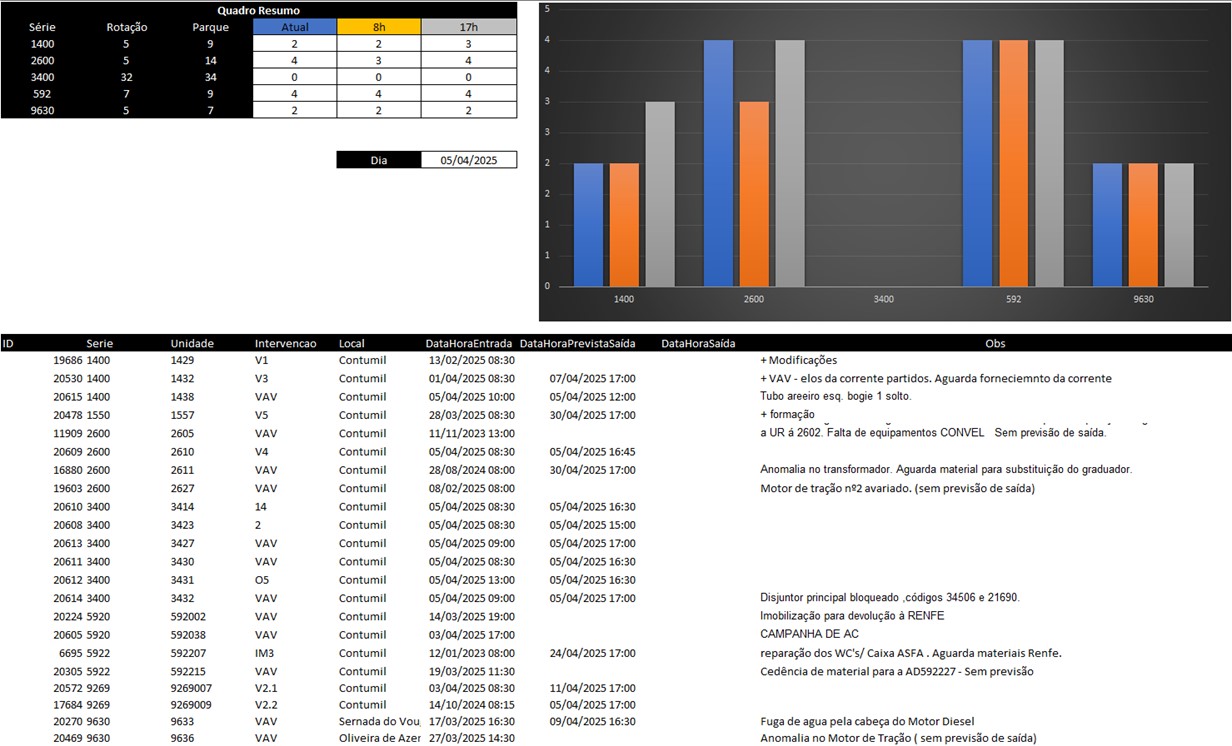 Quadro Resumo
Série Rotação Parque Atual 8h 17h
1400 5 9 2 2 3
2600 5 14 4 3 4
3400 32 34 0 0 0
592 7 9 4 4 4
9630 5 7 2 2 2
Dia 05/04/2025
5
4
4
3
3
2
2
1
1
0
1400 2600 3400 592 9630
ID Serie Unidade Intervencao Local DataHoraEntrada DataHoraPrevistaSaída DataHoraSaída Obs
19686 1400 1429 V1 Contumil 13/02/2025 08:30 + Modificações
20530 1400 1432 V3 Contumil 01/04/2025 08:30 07/04/2025 17:00 + VAV - elos da corrente partidos. Aguarda forneciemnto da corrente
20615 1400 1438 VAV Contumil 05/04/2025 10:00 05/04/2025 12:00 Tubo areeiro esq. bogie 1 solto.
20478 1550 1557 V5 Contumil 28/03/2025 08:30 30/04/2025 17:00 + formação
11909 2600 2605 VAV Contumil 11/11/2023 13:00 a UR á 2602. Falta de equipamentos CONVEL Sem previsão de saída.
20609 2600 2610 V4 Contumil 05/04/2025 08:30 05/04/2025 16:45
16880 2600 2611 VAV Contumil 28/08/2024 08:00 30/04/2025 17:00 Anomalia no transformador. Aguarda material para substituição do graduador.
19603 2600 2627 VAV Contumil 08/02/2025 08:00 Motor de tração nº2 avariado. (sem previsão de saída)
20610 3400 3414 14 Contumil 05/04/2025 08:30 05/04/2025 16:30
20608 3400 3423 2 Contumil 05/04/2025 08:30 05/04/2025 15:00
20613 3400 3427 VAV Contumil 05/04/2025 09:00 05/04/2025 17:00
20611 3400 3430 VAV Contumil 05/04/2025 08:30 05/04/2025 16:30
20612 3400 3431 O5 Contumil 05/04/2025 13:00 05/04/2025 16:30
20614 3400 3432 VAV Contumil 05/04/2025 09:00 05/04/2025 17:00 Disjuntor principal bloqueado ,códigos 34506 e 21690.
20224 5920 592002 VAV Contumil 14/03/2025 19:00 Imobilização para devolução à RENFE
20605 5920 592038 VAV Contumil 03/04/2025 17:00 CAMPANHA DE AC
6695 5922 592207 IM3 Contumil 12/01/2023 08:00 24/04/2025 17:00 reparação dos WC's/ Caixa ASFA . Aguarda materiais Renfe.
20305 5922 592215 VAV Contumil 19/03/2025 11:30 Cedência de material para a AD592227 - Sem previsão
20572 9269 9269007 V2.1 Contumil 03/04/2025 08:30 11/04/2025 17:00
17684 9269 9269009 V2.2 Contumil 14/10/2024 08:15 05/04/2025 17:00
20270 9630 9633 VAV Sernada do Vou 17/03/2025 16:30 09/04/2025 16:30 Fuga de agua pela cabeça do Motor Diesel
20469 9630 9636 VAV Oliveira de Azer 27/03/2025 14:30 Anomalia no Motor de Tração ( sem previsão de saída)